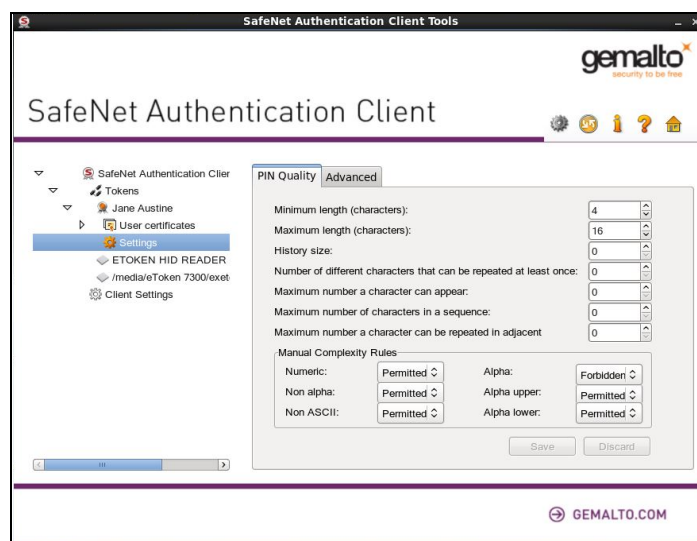 SafeNet Authentication Client Tools
gemalto
security to be free
SafeNet Authentication Client
SafeNet Authentication Clier
Tokens
Jane Austine
User certificates
Settings
ETOKEN HID READER
/media/eToken 7300/exet
Client Settings
PIN Quality Advanced
Minimum length (characters): 4
Maximum length (characters): 16
History size: 0
Number of different characters that can be repeated at least once: 0
Maximum number a character can appear: 0
Maximum number of characters in a sequence: 0
Maximum number a character can be repeated in adjacent 0
Manual Complexity Rules
Numeric: Permitted Alpha: Forbidden
Non alpha: Permitted Alpha upper: Permitted
Non ASCII: Permitted Alpha lower: Permitted
Save Discard
GEMALTO.COM